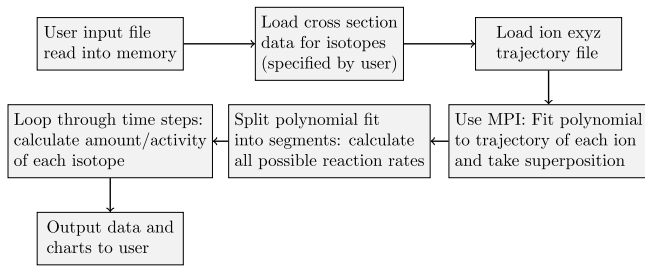 User input file
read into memory
Load cross section
data for isotopes
(specified by user)
Load ion exyz
trajectory file
Use MPI: Fit polynomial
to trajectory of each ion
and take superposition
Split polynomial fit
into segments: calculate
all possible reaction rates
Loop through time steps:
calculate amount/activity
of each isotope
Output data and
charts to user